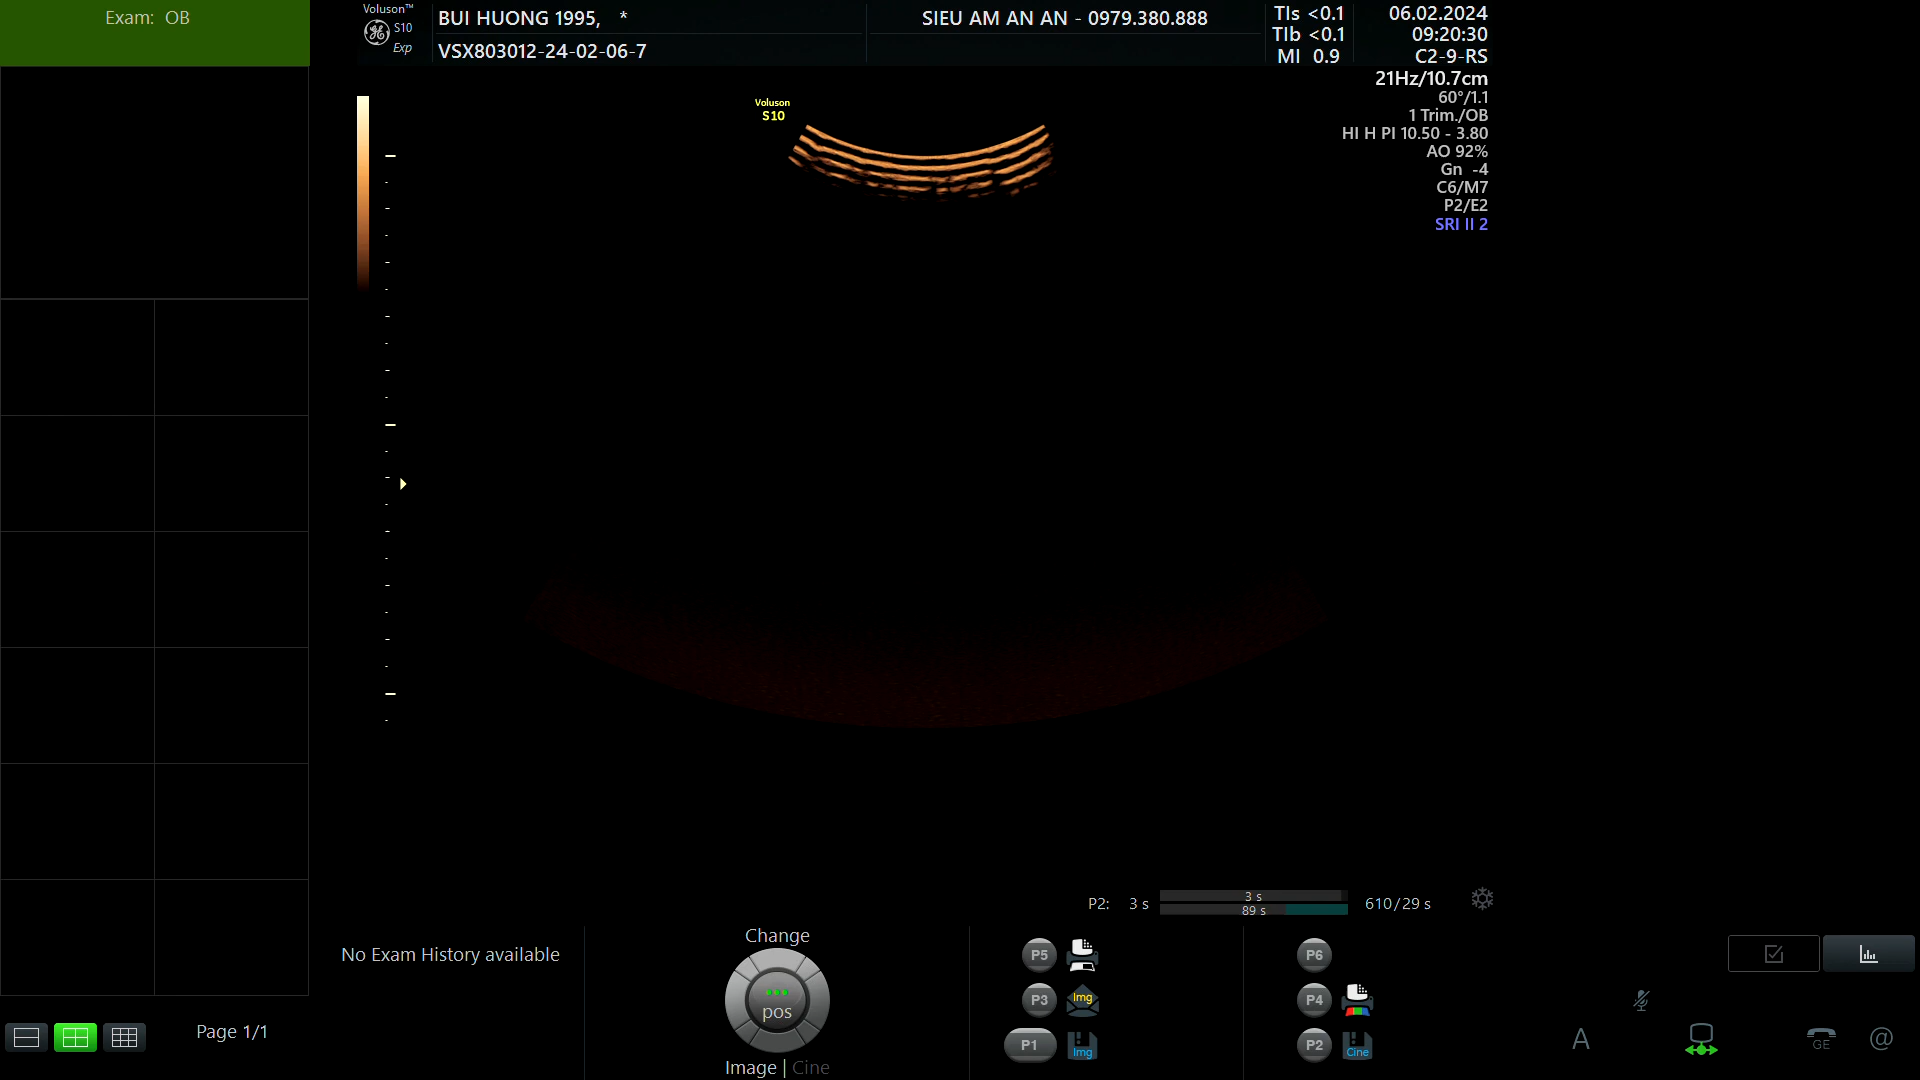 Exam: OB
Voluson™
S10
Exp
BUI HUONG 1995, *
VSX803012-24-02-06-7
SIEU AM AN AN - 0979.380.888
TIs <0.1
TIb <0.1
MI 0.9
06.02.2024
09:20:30
C2-9-RS
21Hz/10.7cm
60°/1.1
1 Trim./OB
HI H PI 10.50 - 3.80
AO 92%
Gn -4
C6/M7
P2/E2
SRI II 2
Voluson
S10
P2: 3 s
3 s
89 s
610/29 s
No Exam History available
Change
pos
Image | Cine
P5
P3 Img
P1 Img
P6
P4
P2 Cine
Page 1/1
A
GE
@